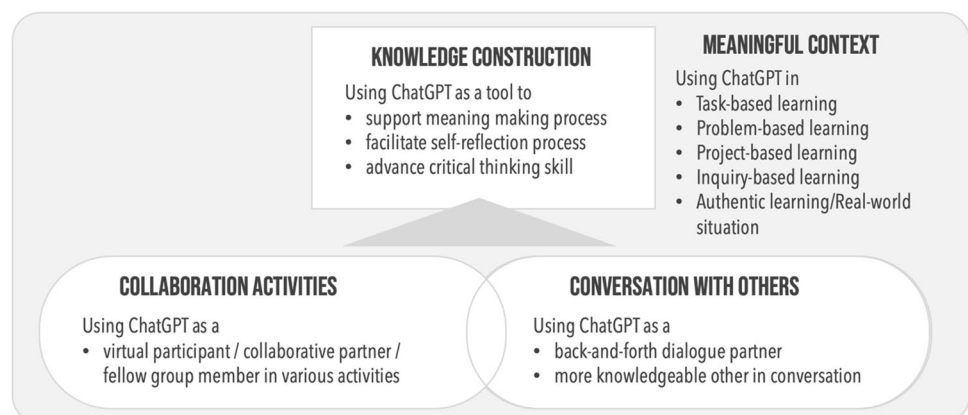 KNOWLEDGE CONSTRUCTION
Using ChatGPT as a tool to
• support meaning making process
• facilitate self-reflection process
• advance critical thinking skill
MEANINGFUL CONTEXT
Using ChatGPT in
• Task-based learning
• Problem-based learning
• Project-based learning
• Inquiry-based learning
• Authentic learning/Real-world
situation
COLLABORATION ACTIVITIES
Using ChatGPT as a
• virtual participant / collaborative partner /
fellow group member in various activities
CONVERSATION WITH OTHERS
Using ChatGPT as a
• back-and-forth dialogue partner
• more knowledgeable other in conversation